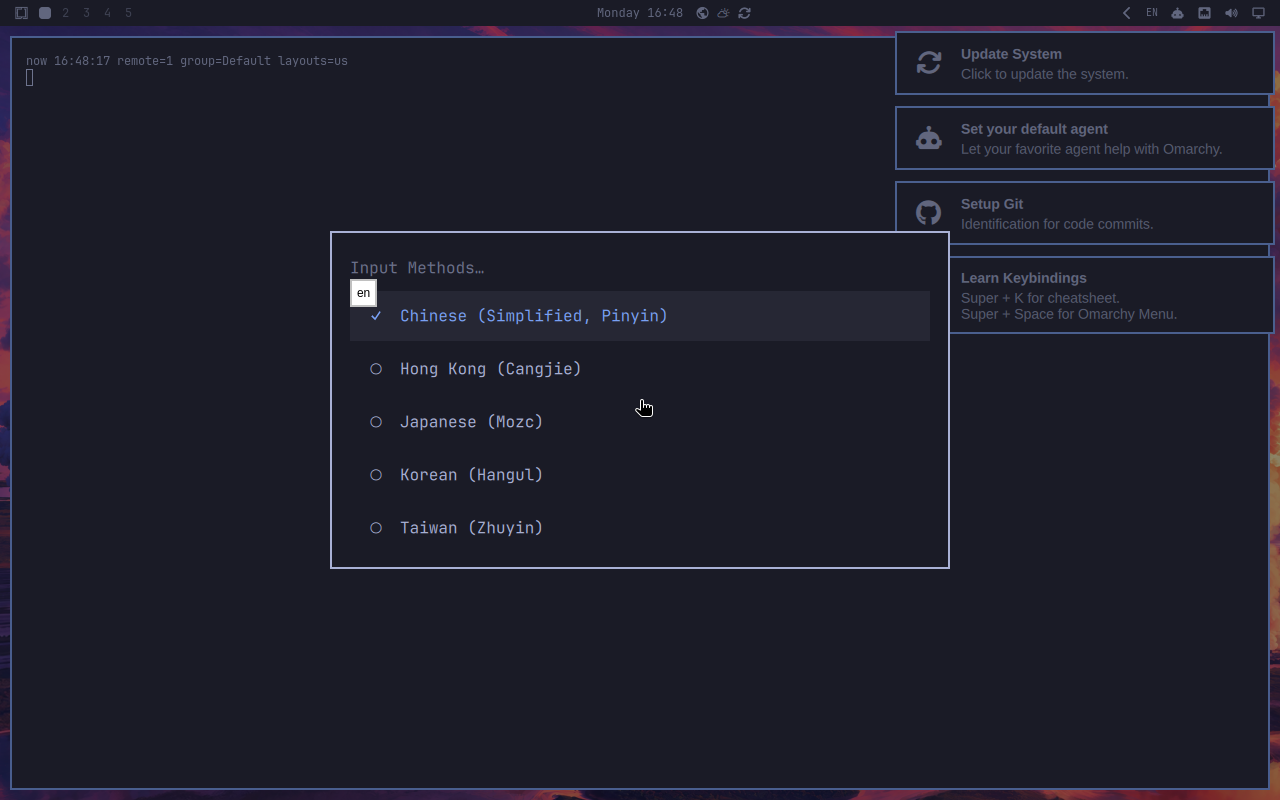 2 3 4 5
Monday 16:48
EN
now 16:48:17 remote=1 group=Default layouts=us
Update System
Click to update the system.
Set your default agent
Let your favorite agent help with Omarchy.
Setup Git
Identification for code commits.
Learn Keybindings
Super + K for cheatsheet.
Super + Space for Omarchy Menu.
Input Methods…
en
Chinese (Simplified, Pinyin)
Hong Kong (Cangjie)
Japanese (Mozc)
Korean (Hangul)
Taiwan (Zhuyin)